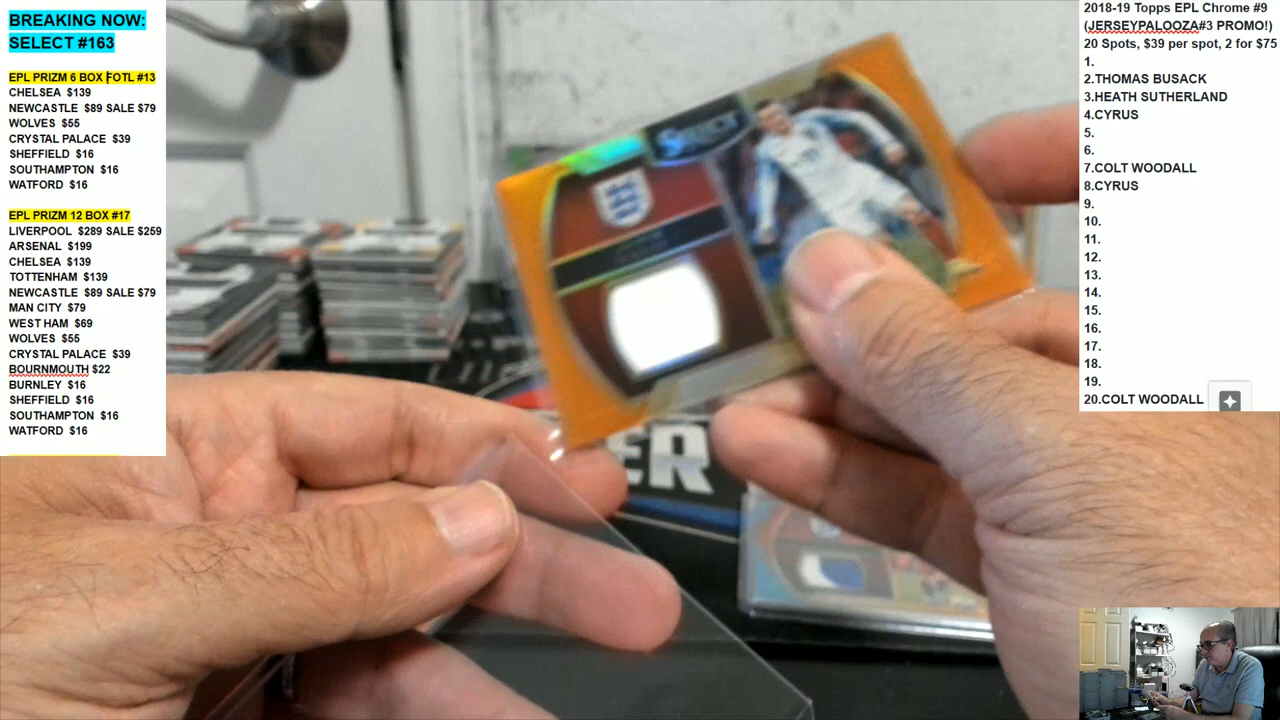 BREAKING NOW:
SELECT #163
EPL PRIZM 6 BOX FOTL #13
CHELSEA $139
NEWCASTLE $89 SALE $79
WOLVES $55
CRYSTAL PALACE $39
SHEFFIELD $16
SOUTHAMPTON $16
WATFORD $16
EPL PRIZM 12 BOX #17
LIVERPOOL $289 SALE $259
ARSENAL $199
CHELSEA $139
TOTTENHAM $139
NEWCASTLE $89 SALE $79
MAN CITY $79
WEST HAM $69
WOLVES $55
CRYSTAL PALACE $39
BOURNMOUTH $22
BURNLEY $16
SHEFFIELD $16
SOUTHAMPTON $16
WATFORD $16
SELECT
ER
2018-19 Topps EPL Chrome #9
(JERSEYPALOOZA#3 PROMO!)
20 Spots, $39 per spot, 2 for $75
1.
2.THOMAS BUSACK
3.HEATH SUTHERLAND
4.CYRUS
5.
6.
7.COLT WOODALL
8.CYRUS
9.
10.
11.
12.
13.
14.
15.
16.
17.
18.
19.
20.COLT WOODALL